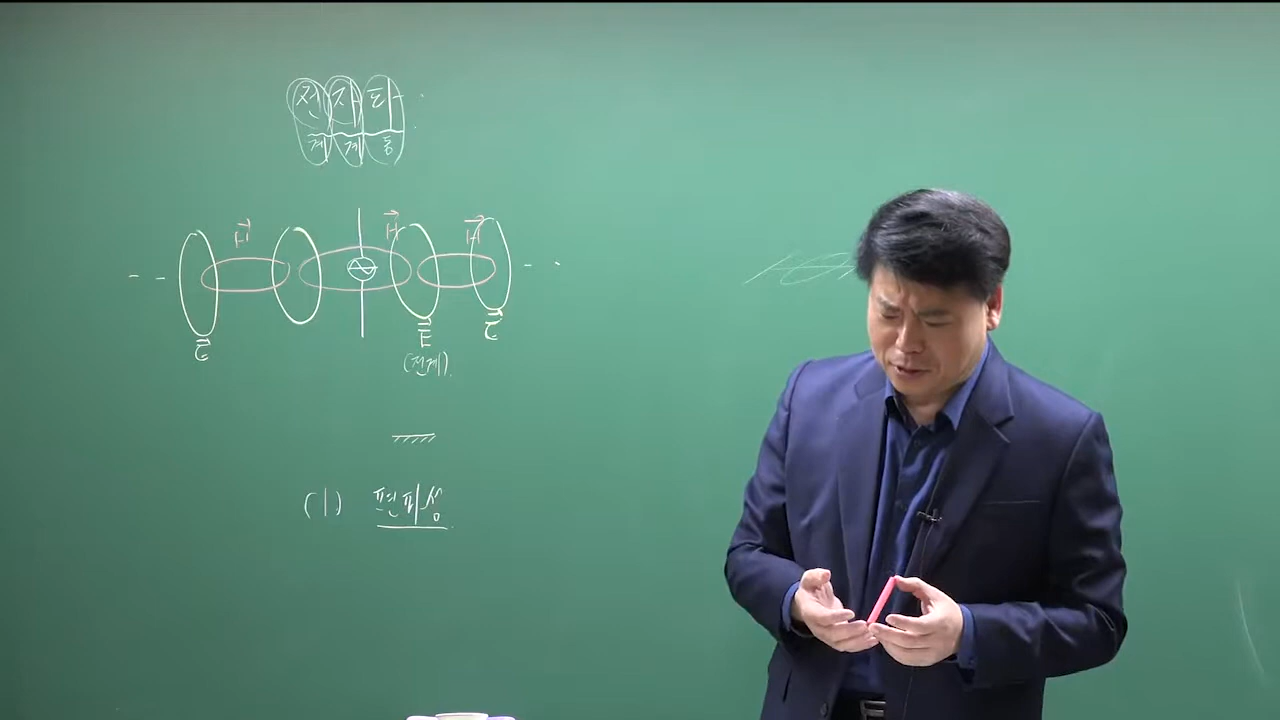 전자파
계 계 동
H H H
E E E
(전계)
(1) 편파성